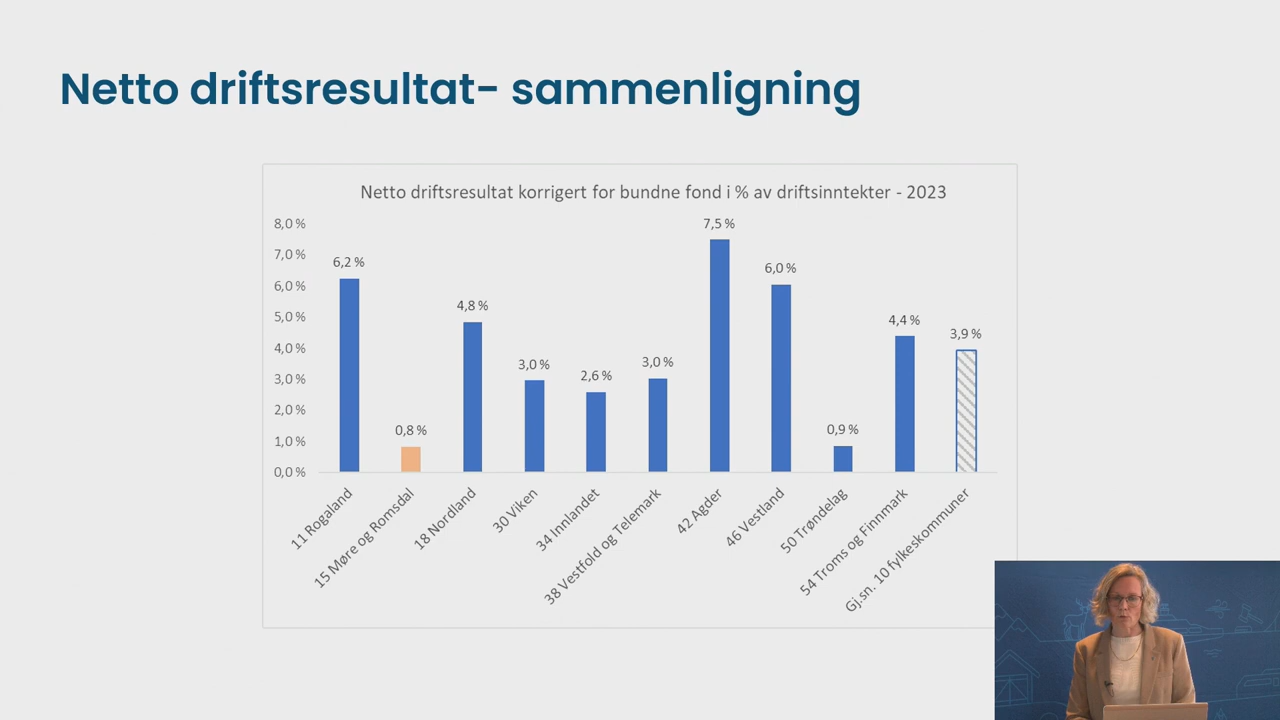 Netto driftsresultat- sammenligning
Netto driftsresultat korrigert for bundne fond i % av driftsinntekter - 2023
8,0 %
7,0 %
6,0 %
5,0 %
4,0 %
3,0 %
2,0 %
1,0 %
0,0 %
6,2 %
0,8 %
4,8 %
3,0 %
2,6 %
3,0 %
7,5 %
6,0 %
0,9 %
4,4 %
3,9 %
11 Rogaland
15 Møre og Romsdal
18 Nordland
30 Viken
34 Innlandet
38 Vestfold og Telemark
42 Agder
46 Vestland
50 Trøndelag
54 Troms og Finnmark
Gj.sn. 10 fylkeskommuner